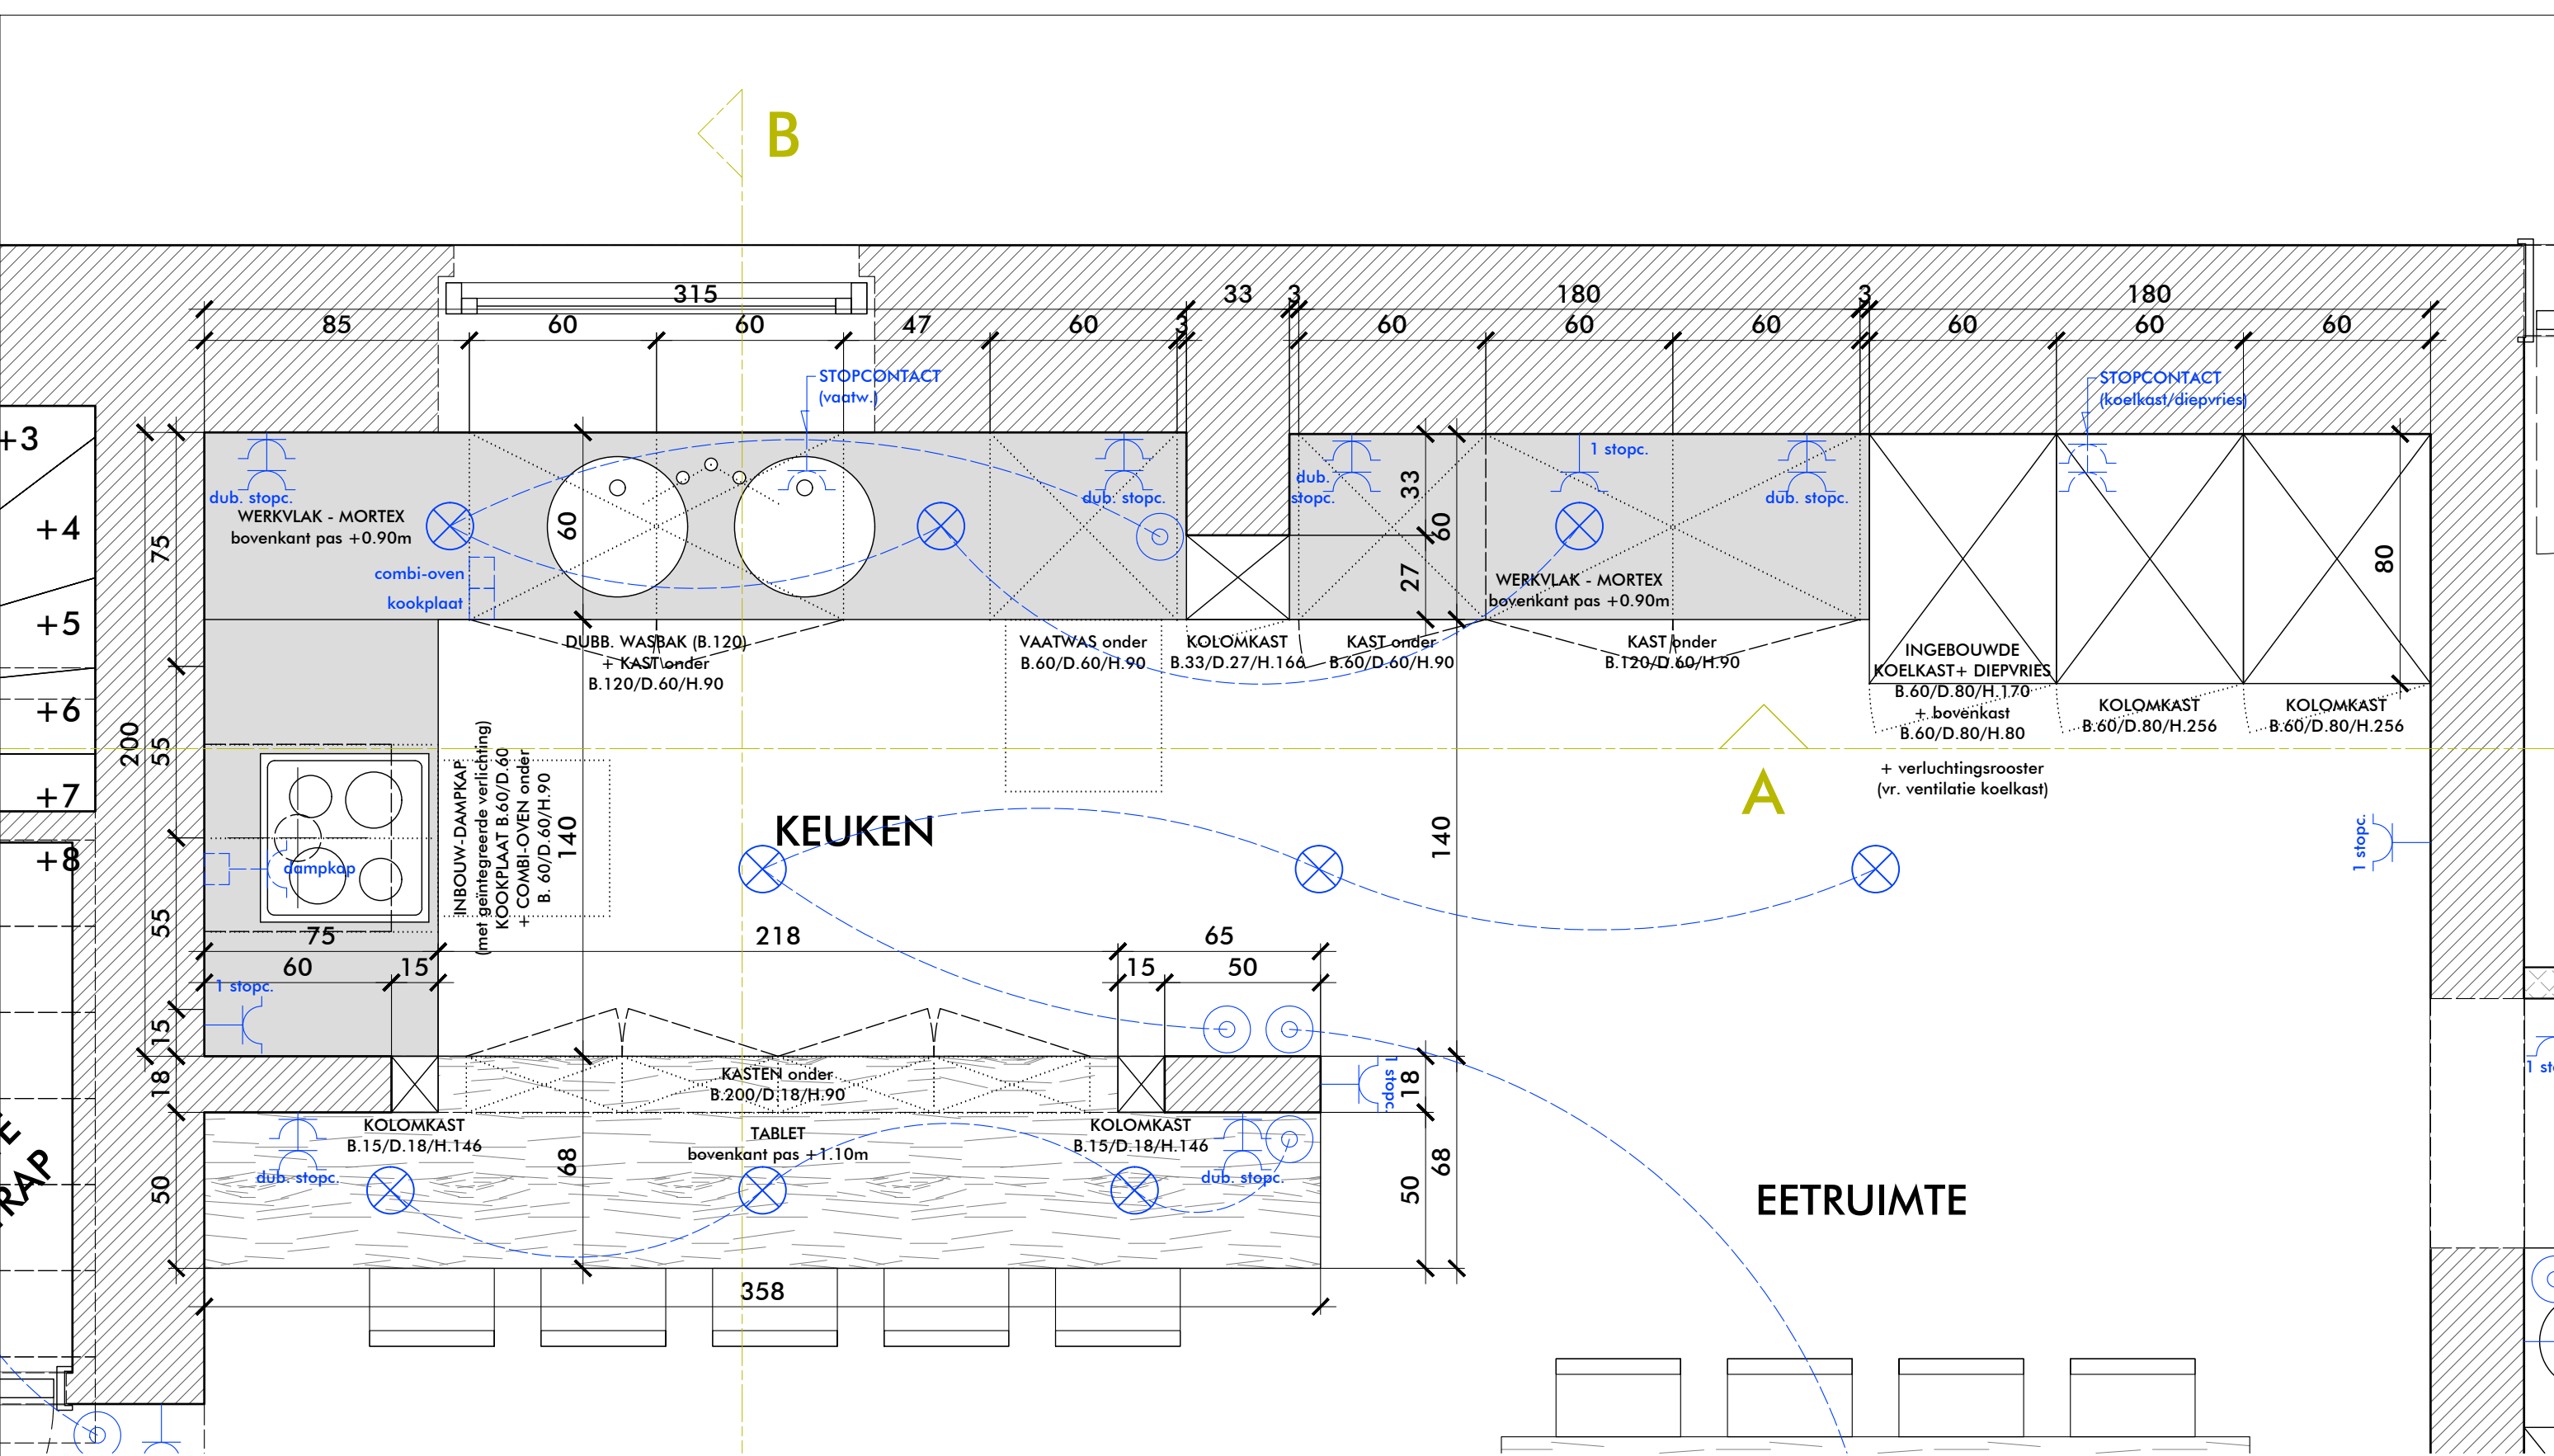 B
315
33
3
180
3
180
85
60
60
47
60
3
60
60
60
60
60
60
STOPCONTACT
(vaatw.)
STOPCONTACT
(koelkast/diepvries)
+3
+4
+5
+6
+7
+8
75
200
55
55
15
18
50
dub. stopc.
WERKVLAK - MORTEX
bovenkant pas +0.90m
combi-oven
kookplaat
60
dub. stopc.
dub.
stopc.
33
60
27
1 stopc.
dub. stopc.
WERKVLAK - MORTEX
bovenkant pas +0.90m
80
DUBB. WASBAK (B.120)
+ KAST onder
B.120/D.60/H.90
VAATWAS onder
B.60/D.60/H.90
KOLOMKAST
B.33/D.27/H.166
KAST onder
B.60/D.60/H.90
KAST onder
B.120/D.60/H.90
INGEBOUWDE
KOELKAST+ DIEPVRIES
B.60/D.80/H.170
+ bovenkast
B.60/D.80/H.80
KOLOMKAST
B.60/D.80/H.256
KOLOMKAST
B.60/D.80/H.256
+ verluchtingsrooster
(vr. ventilatie koelkast)
A
INBOUW-DAMPKAP
(met geïntegreerde verlichting)
KOOKPLAAT B.60/D.60
+ COMBI-OVEN onder
B. 60/D.60/H.90
140
KEUKEN
140
1 stopc.
dampkap
75
218
65
60
15
15
50
1 stopc.
KASTEN onder
B.200/D.18/H.90
1 stopc.
18
KOLOMKAST
B.15/D.18/H.146
TABLET
bovenkant pas +1.10m
KOLOMKAST
B.15/D.18/H.146
68
dub. stopc.
dub. stopc.
50
68
EETRUIMTE
358